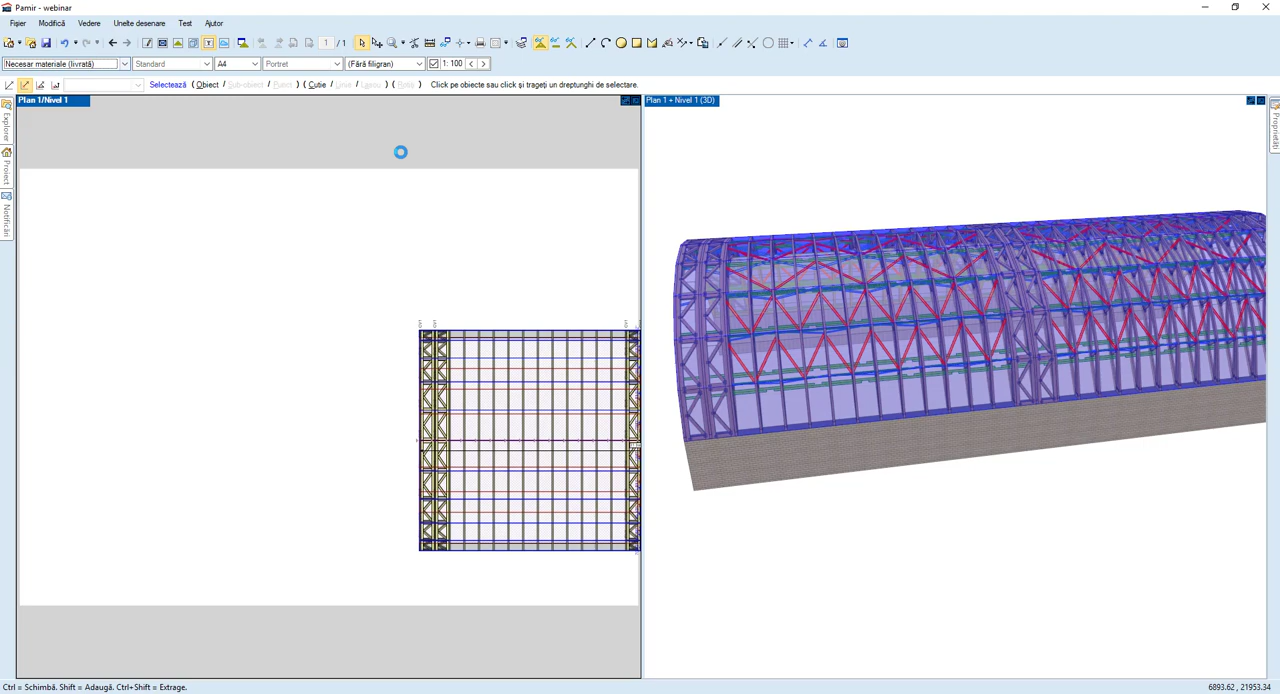 Pamir - webinar
Fișier Modifică Vedere Unelte desenare Test Ajutor
1 / 1
Necesar materiale (livrată) Standard A4 Portret (Fără filigran) 1: 100
Selectează ( Obiect / Sub-obiect / Punct ) ( Cutie / Linie / Lasou ) ( Rotip ) Click pe obiecte sau click și trageți un dreptunghi de selectare.
Plan 1/Nivel 1
Plan 1 + Nivel 1 (3D)
Explorer
Proiect
Notificări
Proprietăți
Ctrl = Schimbă. Shift = Adaugă. Ctrl+Shift = Extrage.
6893.62 , 21953.34